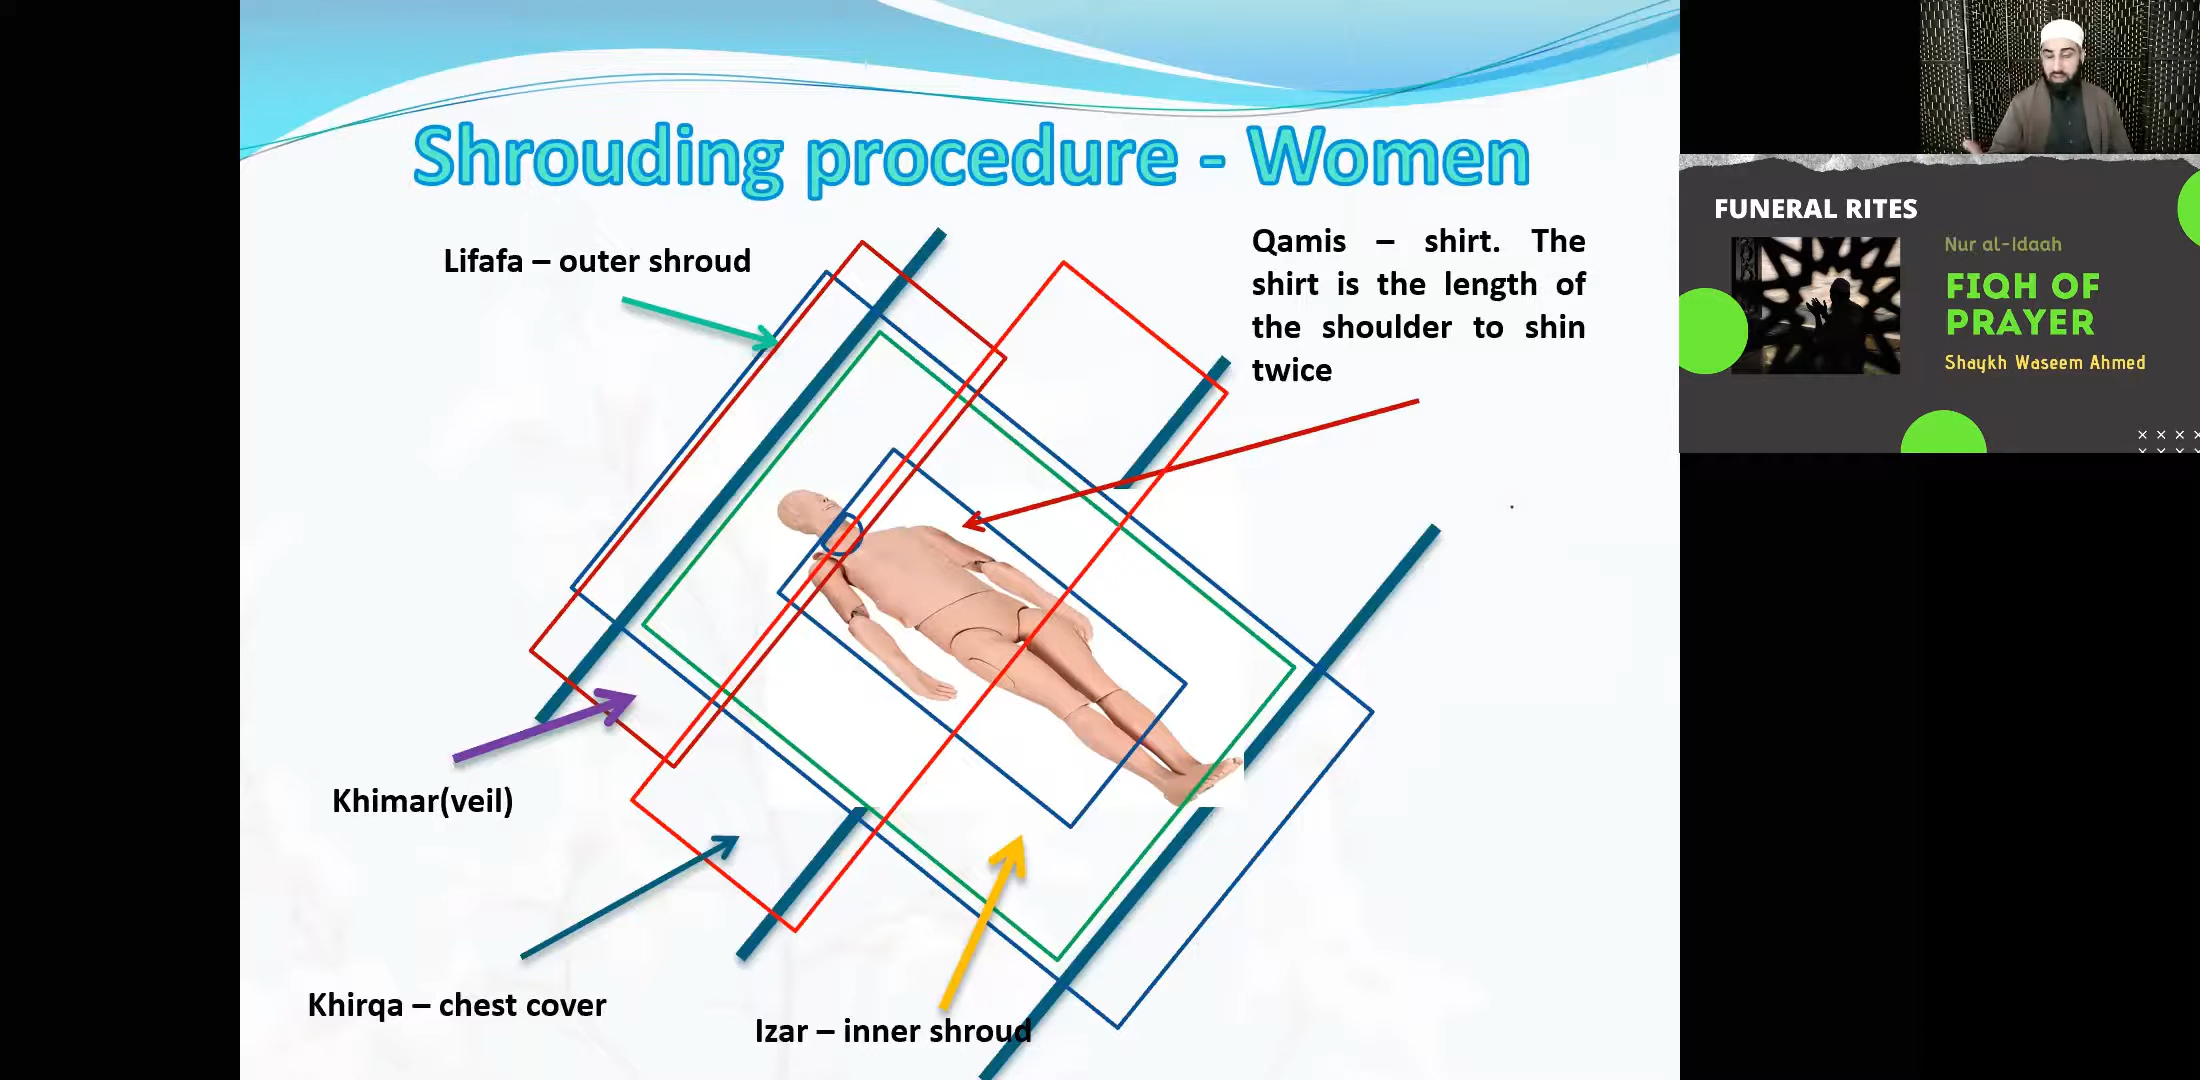 Shrouding procedure - Women
Lifafa – outer shroud
Qamis – shirt. The
shirt is the length of
the shoulder to shin
twice
Khimar(veil)
Khirqa – chest cover
Izar – inner shroud
FUNERAL RITES
Nur al-Idaah
FIQH OF
PRAYER
Shaykh Waseem Ahmed